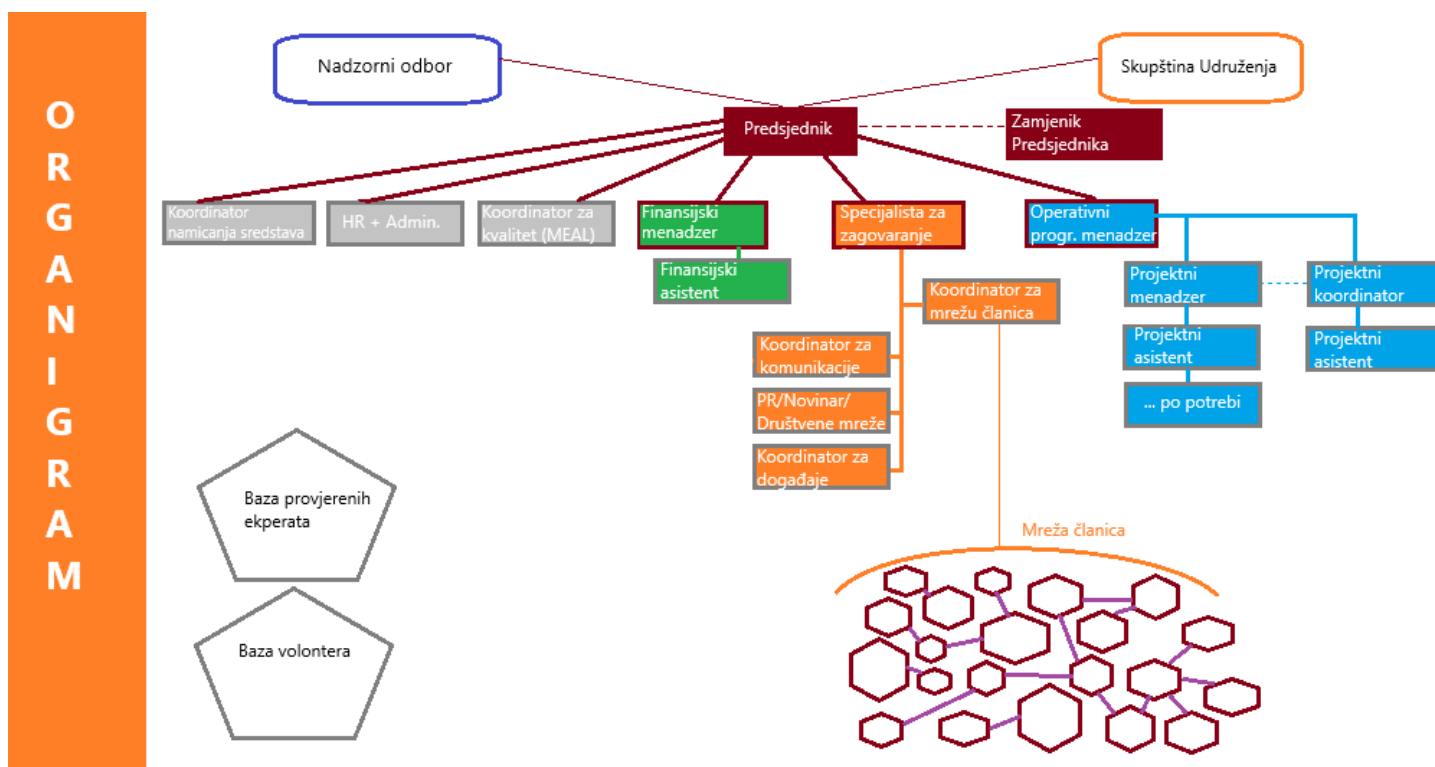 ORGANIGRAM
Nadzorni odbor
Skupština Udruženja
Predsjednik
Zamjenik
Predsjednika
Koordinator
namicanja sredstava
HR + Admin.
Koordinator za
kvalitet (MEAL)
Finansijski
menadzer
Specijalista za
zagovaranje
Operativni
progr. menadzer
Finansijski
asistent
Koordinator za
mrežu članica
Projektni
menadzer
Projektni
koordinator
Koordinator za
komunikacije
Projektni
asistent
Projektni
asistent
PR/Novinar/
Društvene mreže
... po potrebi
Koordinator za
događaje
Baza provjerenih
ekperata
Mreža članica
Baza volontera